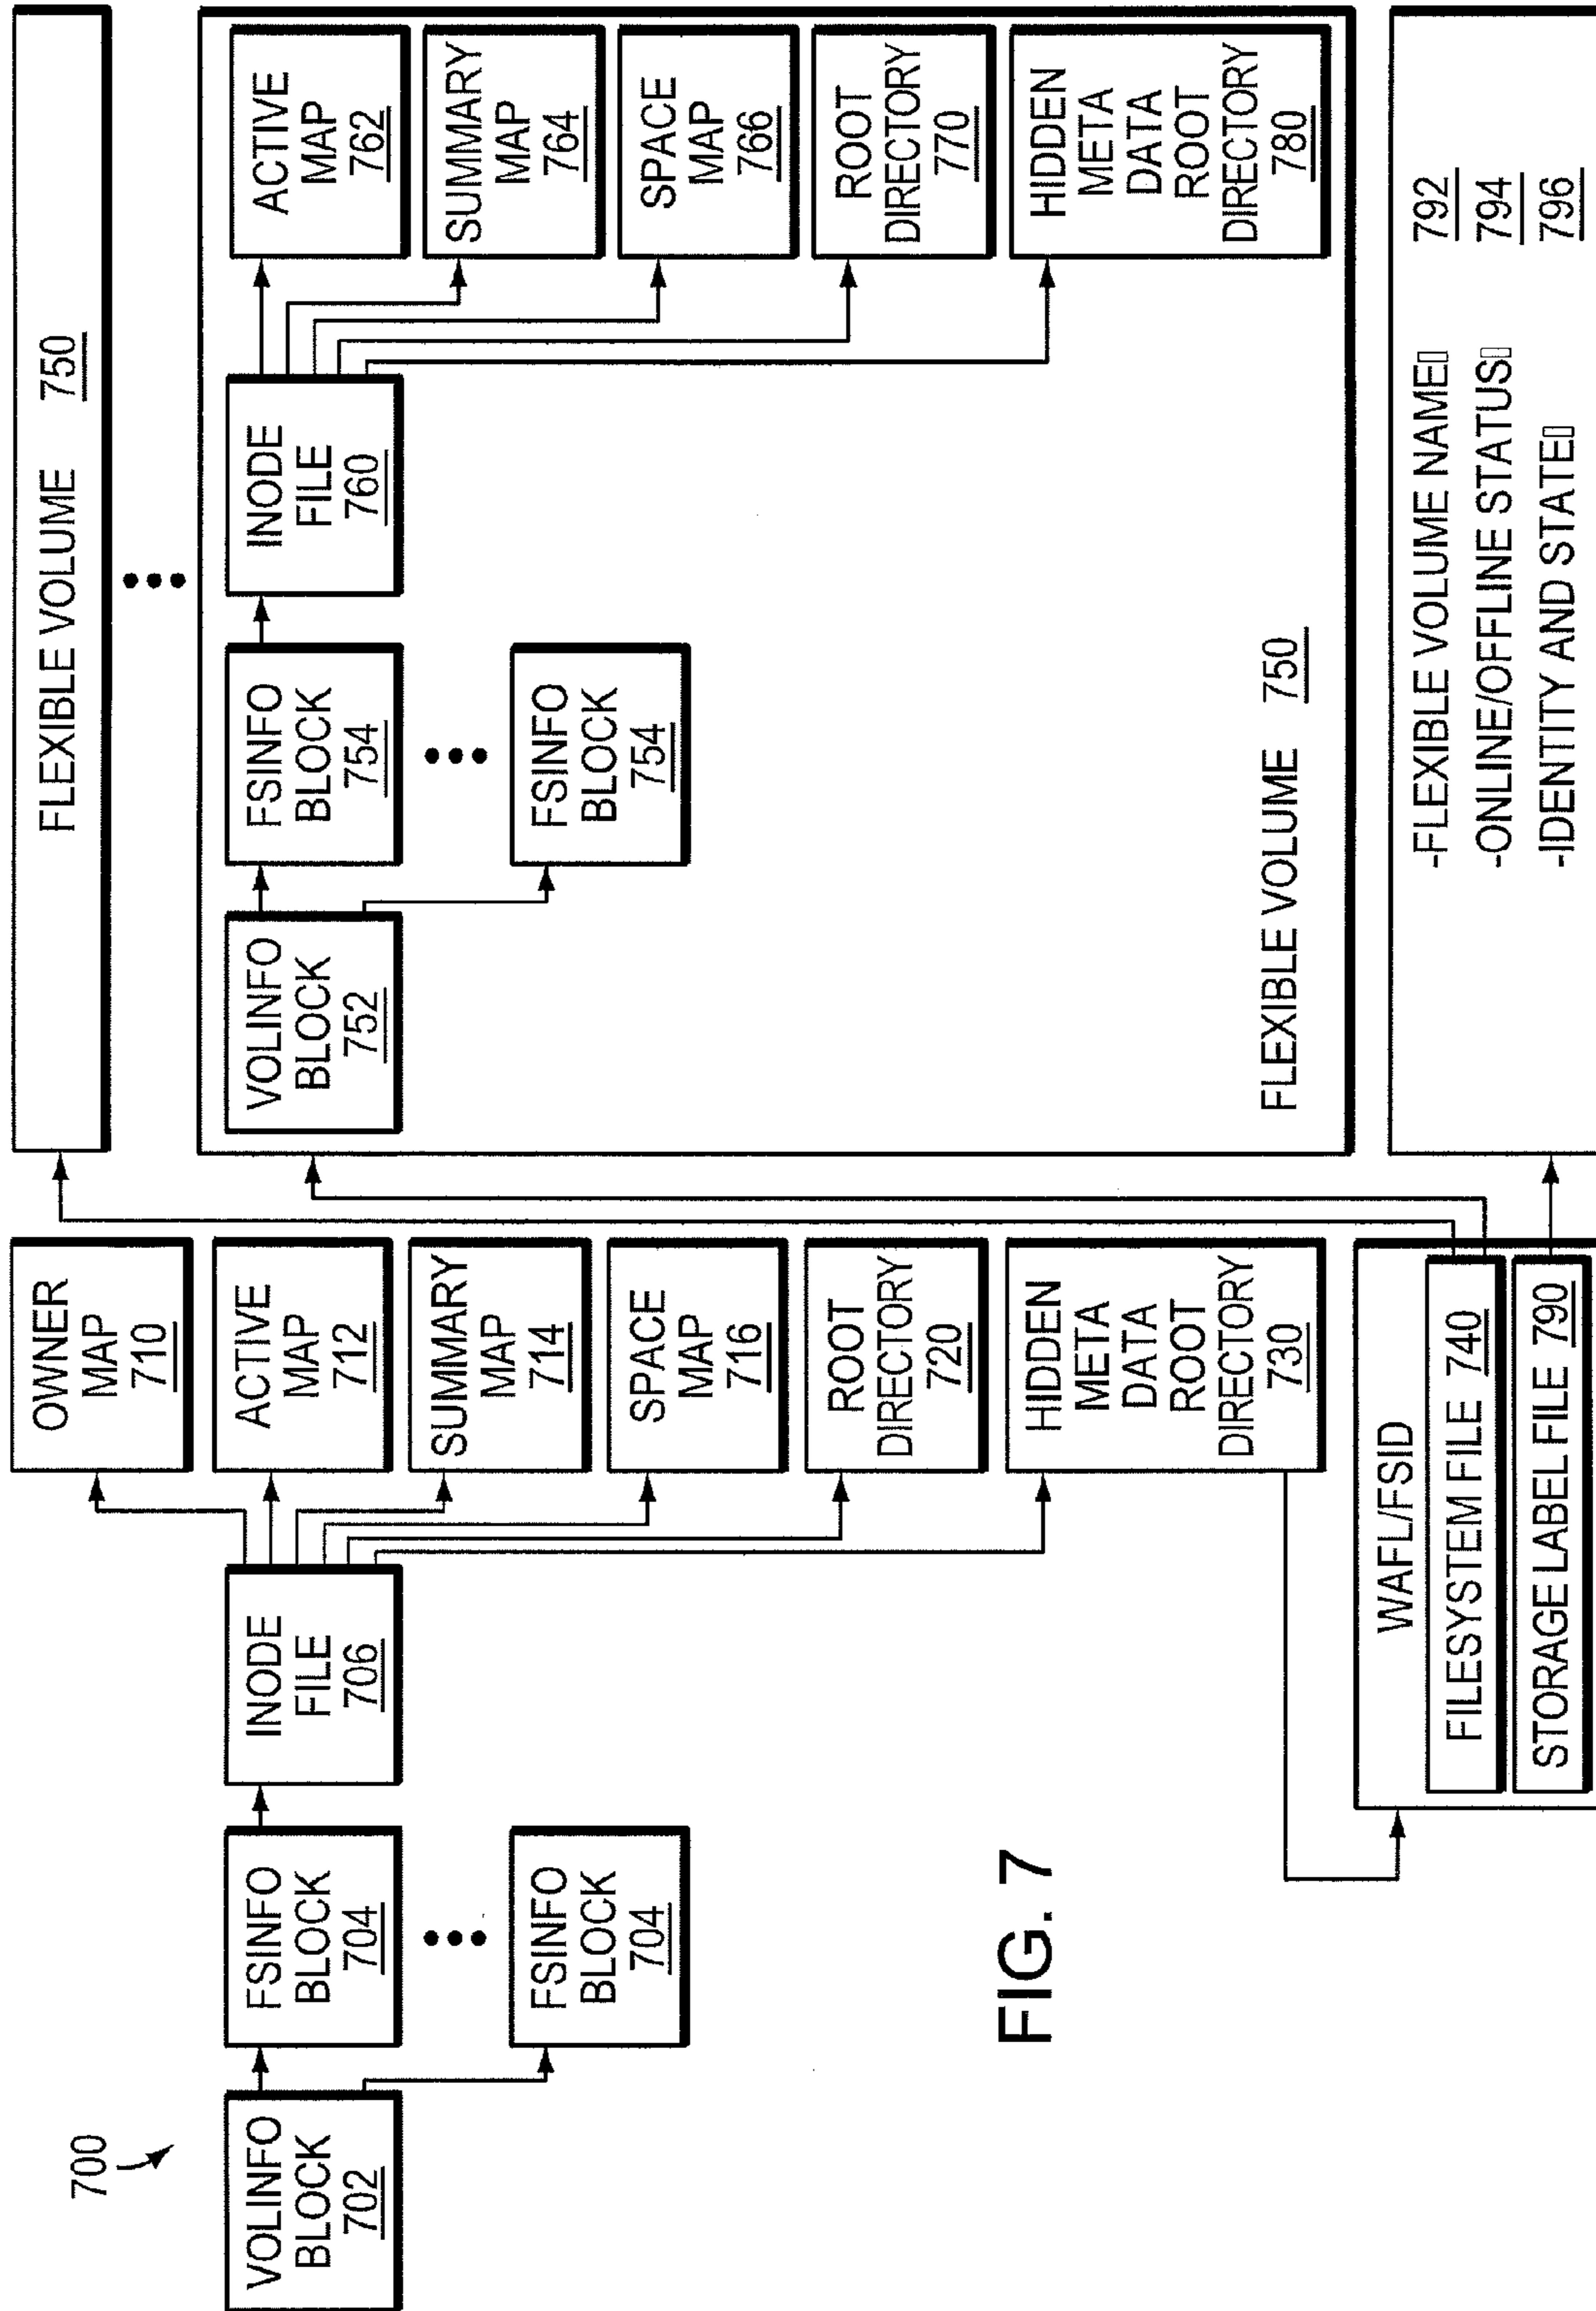 700
VOLINFO
BLOCK
702
FSINFO
BLOCK
704
FSINFO
BLOCK
704
INODE
FILE
706
OWNER
MAP
710
ACTIVE
MAP
712
SUMMARY
MAP
714
SPACE
MAP
716
ROOT
DIRECTORY
720
HIDDEN
META
DATA
ROOT
DIRECTORY
730
WAFL/FSID
FILESYSTEM FILE 740
STORAGE LABEL FILE 790
FLEXIBLE VOLUME 750
VOLINFO
BLOCK
752
FSINFO
BLOCK
754
FSINFO
BLOCK
754
INODE
FILE
760
ACTIVE
MAP
762
SUMMARY
MAP
764
SPACE
MAP
766
ROOT
DIRECTORY
770
HIDDEN
META
DATA
ROOT
DIRECTORY
780
FLEXIBLE VOLUME 750
-FLEXIBLE VOLUME NAME 792
-ONLINE/OFFLINE STATUS 794
-IDENTITY AND STATE 796
FIG. 7